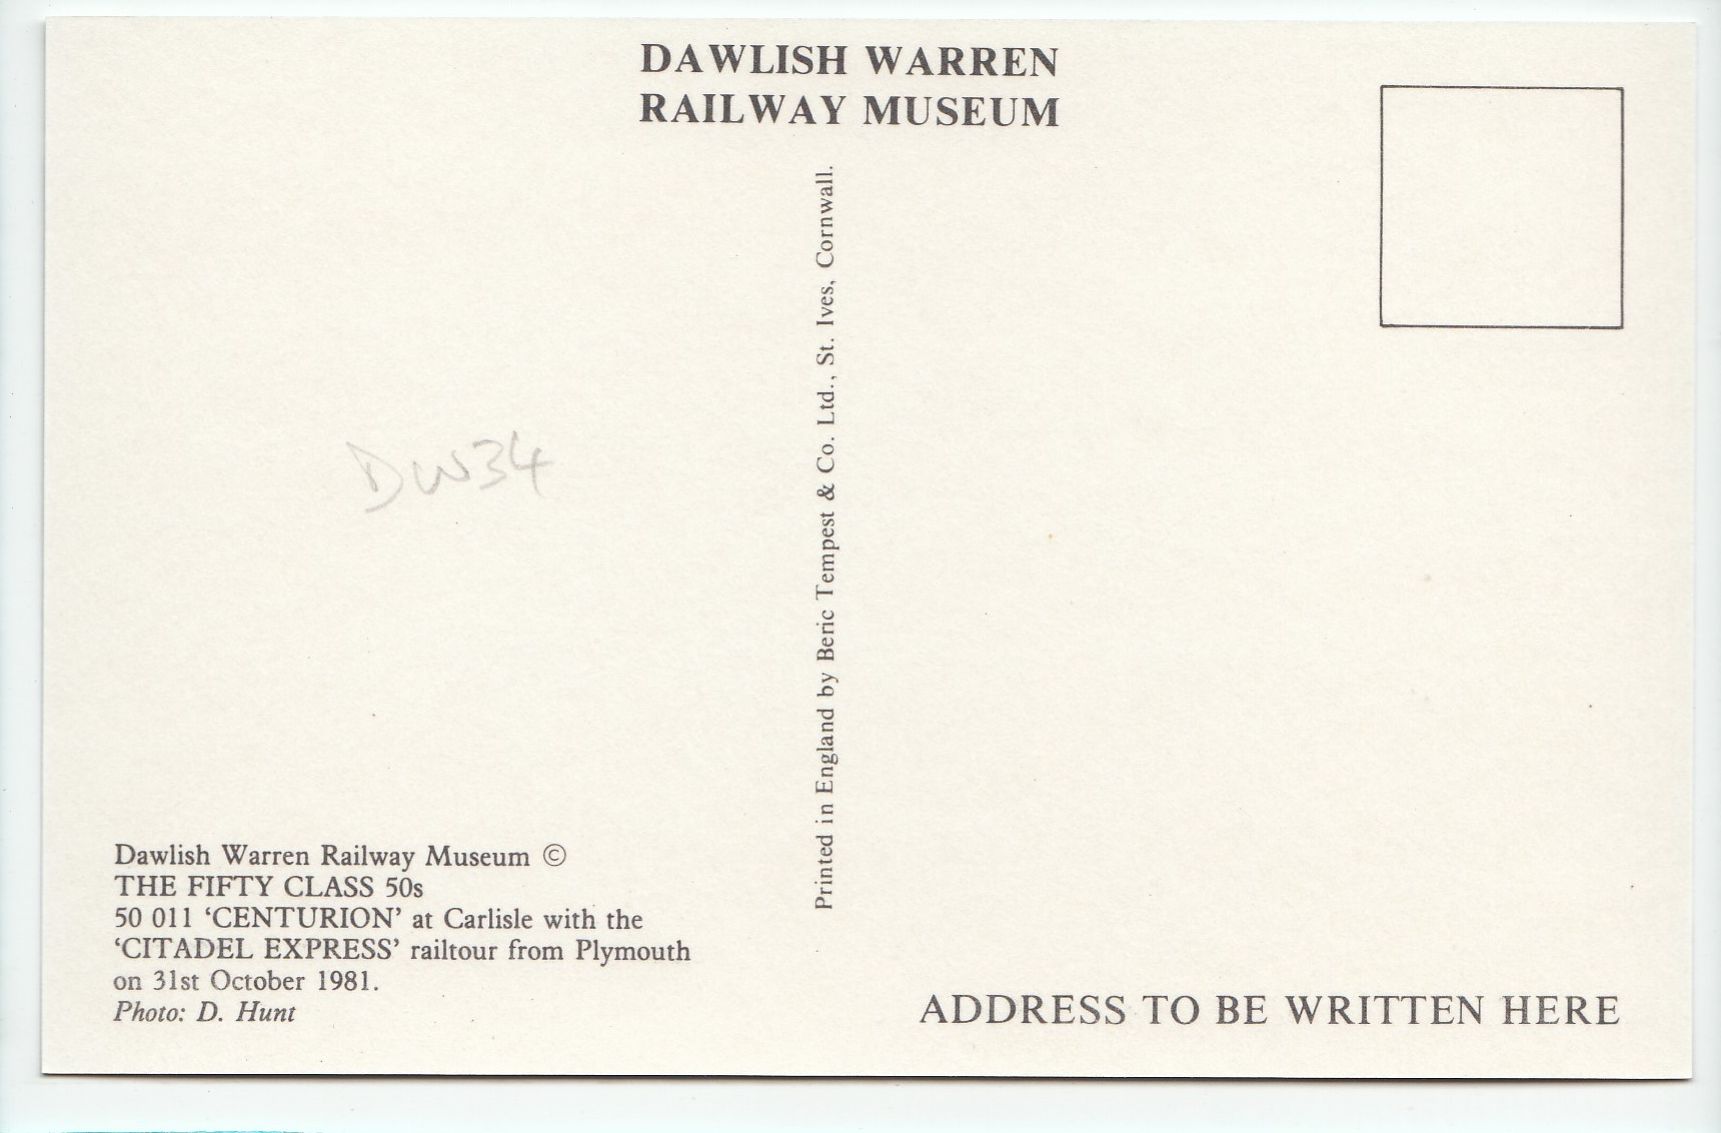 DAWLISH WARREN
RAILWAY MUSEUM
DW34
Printed in England by Beric Tempest & Co. Ltd., St. Ives, Cornwall.
Dawlish Warren Railway Museum ©
THE FIFTY CLASS 50s
50 011 ‘CENTURION’ at Carlisle with the
‘CITADEL EXPRESS’ railtour from Plymouth
on 31st October 1981.
Photo: D. Hunt
ADDRESS TO BE WRITTEN HERE